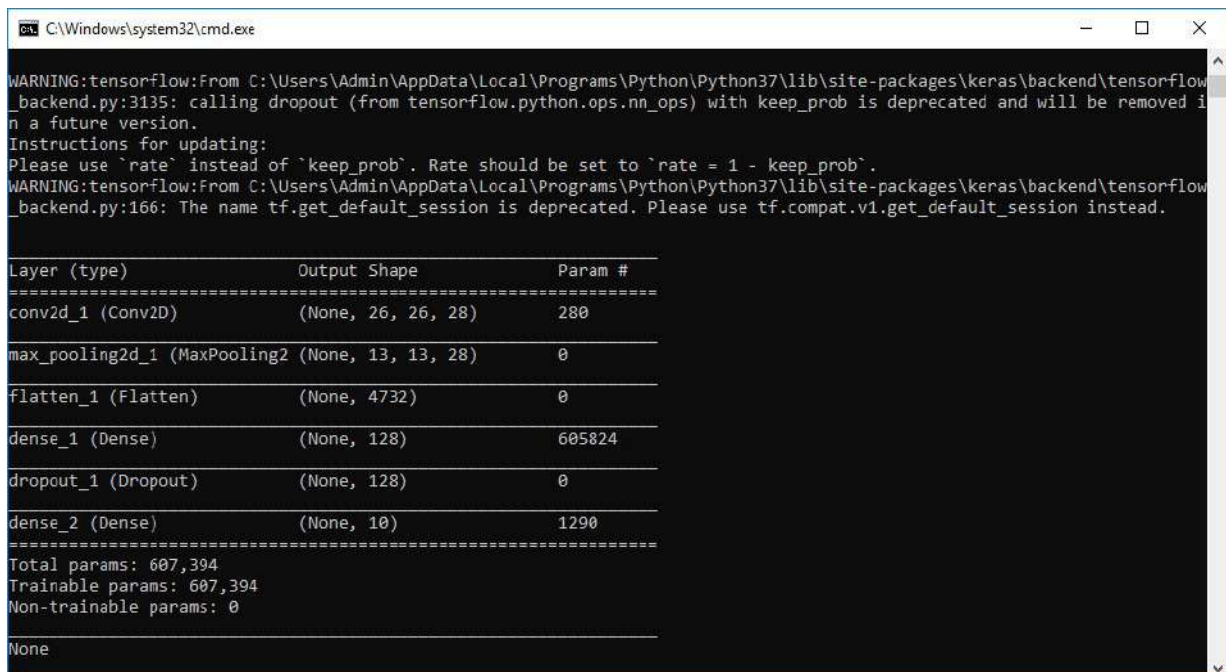 C:\Windows\system32\cmd.exe
WARNING:tensorflow:From C:\Users\Admin\AppData\Local\Programs\Python\Python37\lib\site-packages\keras\backend\tensorflow
_backend.py:3135: calling dropout (from tensorflow.python.ops.nn_ops) with keep_prob is deprecated and will be removed i
n a future version.
Instructions for updating:
Please use `rate` instead of `keep_prob`. Rate should be set to `rate = 1 - keep_prob`.
WARNING:tensorflow:From C:\Users\Admin\AppData\Local\Programs\Python\Python37\lib\site-packages\keras\backend\tensorflow
_backend.py:166: The name tf.get_default_session is deprecated. Please use tf.compat.v1.get_default_session instead.
_________________________________________________________________
Layer (type)                 Output Shape              Param #
=================================================================
conv2d_1 (Conv2D)            (None, 26, 26, 28)        280
_________________________________________________________________
max_pooling2d_1 (MaxPooling2 (None, 13, 13, 28)        0
_________________________________________________________________
flatten_1 (Flatten)          (None, 4732)              0
_________________________________________________________________
dense_1 (Dense)              (None, 128)               605824
_________________________________________________________________
dropout_1 (Dropout)          (None, 128)               0
_________________________________________________________________
dense_2 (Dense)              (None, 10)                1290
=================================================================
Total params: 607,394
Trainable params: 607,394
Non-trainable params: 0
_________________________________________________________________
None